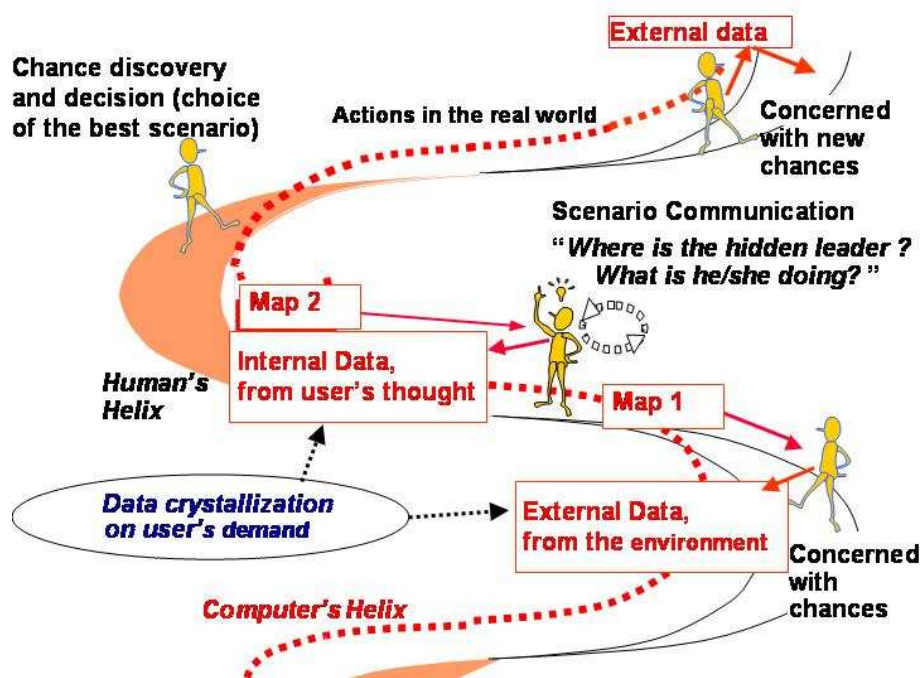 External data
Chance discovery
and decision (choice
of the best scenario)
Actions in the real world
Concerned
with new
chances
Scenario Communication
“ Where is the hidden leader ?
What is he/she doing? ”
Map 2
Internal Data,
from user’s thought
Human’s
Helix
Map 1
Data crystallization
on user’s demand
External Data,
from the environment
Concerned
with
chances
Computer’s Helix